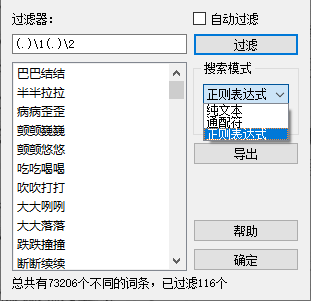 过滤器：
自动过滤
(.)\1(.)\2
过滤
搜索模式
正则表达式
纯文本
通配符
正则表达式
导出
帮助
确定
巴巴结结
半半拉拉
病病歪歪
颤颤巍巍
颤颤悠悠
吃吃喝喝
吹吹打打
大大咧咧
大大落落
跌跌撞撞
断断续续
总共有73206个不同的词条，已过滤116个